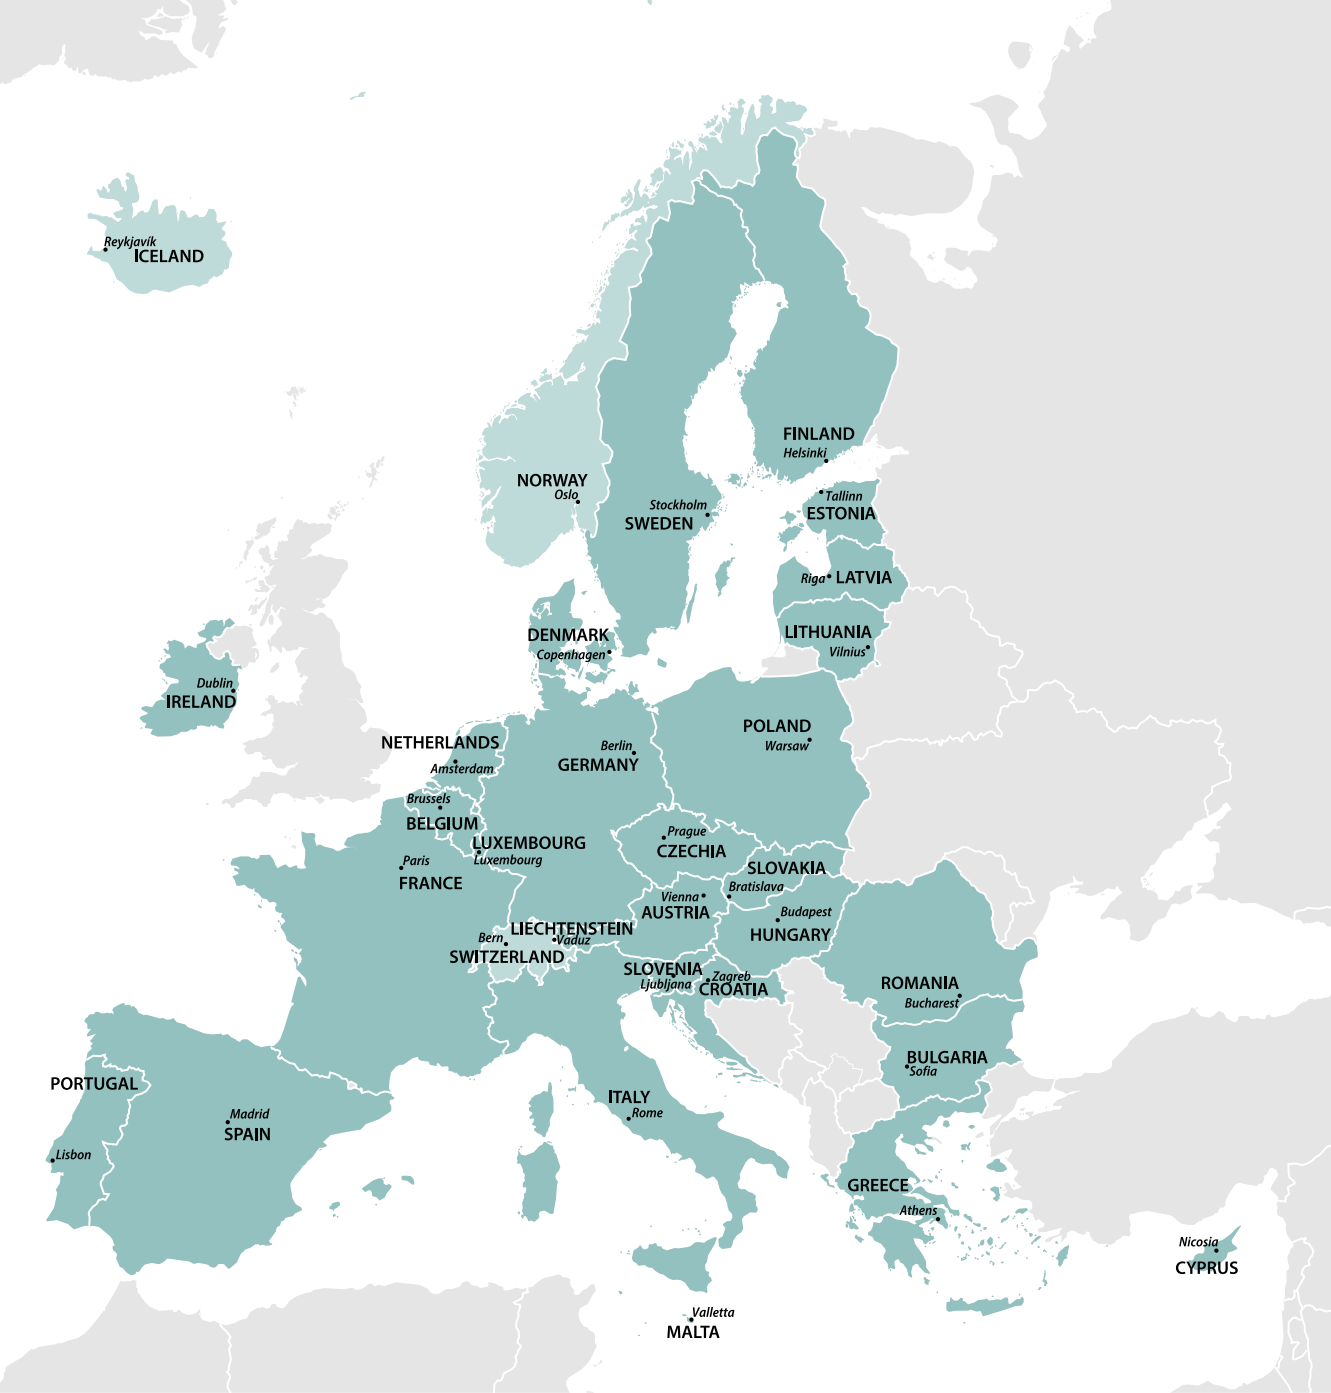 Reykjavík
ICELAND
FINLAND
Helsinki
NORWAY
Oslo
Stockholm
SWEDEN
Tallinn
ESTONIA
Riga
LATVIA
LITHUANIA
Vilnius
DENMARK
Copenhagen
Dublin
IRELAND
POLAND
Warsaw
NETHERLANDS
Amsterdam
Berlin
GERMANY
Brussels
BELGIUM
LUXEMBOURG
Luxembourg
Prague
CZECHIA
Paris
FRANCE
SLOVAKIA
Bratislava
Vienna
AUSTRIA
Budapest
HUNGARY
LIECHTENSTEIN
Vaduz
Bern
SWITZERLAND
SLOVENIA
Ljubljana
Zagreb
CROATIA
ROMANIA
Bucharest
BULGARIA
Sofia
PORTUGAL
Lisbon
Madrid
SPAIN
ITALY
Rome
GREECE
Athens
Nicosia
CYPRUS
Valletta
MALTA